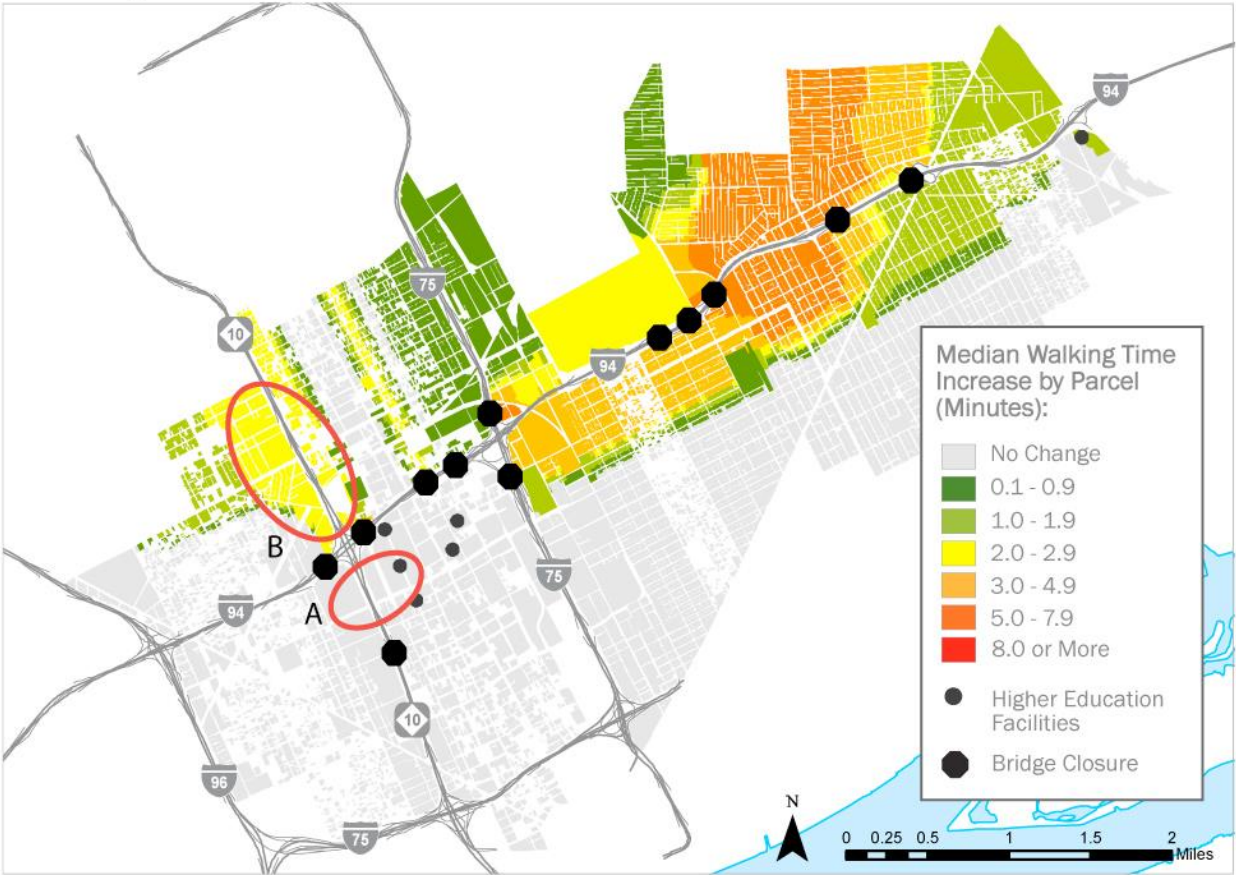 94
75
10
94
B
A
94
75
10
96
75
Median Walking Time
Increase by Parcel
(Minutes):
No Change
0.1 - 0.9
1.0 - 1.9
2.0 - 2.9
3.0 - 4.9
5.0 - 7.9
8.0 or More
Higher Education
Facilities
Bridge Closure
N
0 0.25 0.5 1 1.5 2
Miles